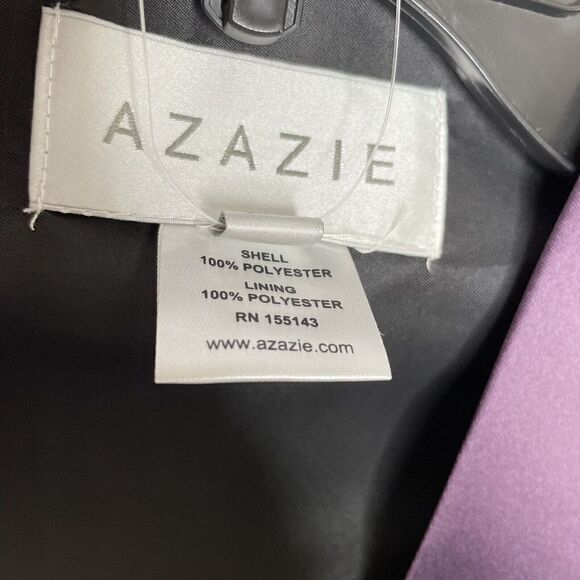 AZAZIE
SHELL
100% POLYESTER
LINING
100% POLYESTER
RN 155143
www.azazie.com